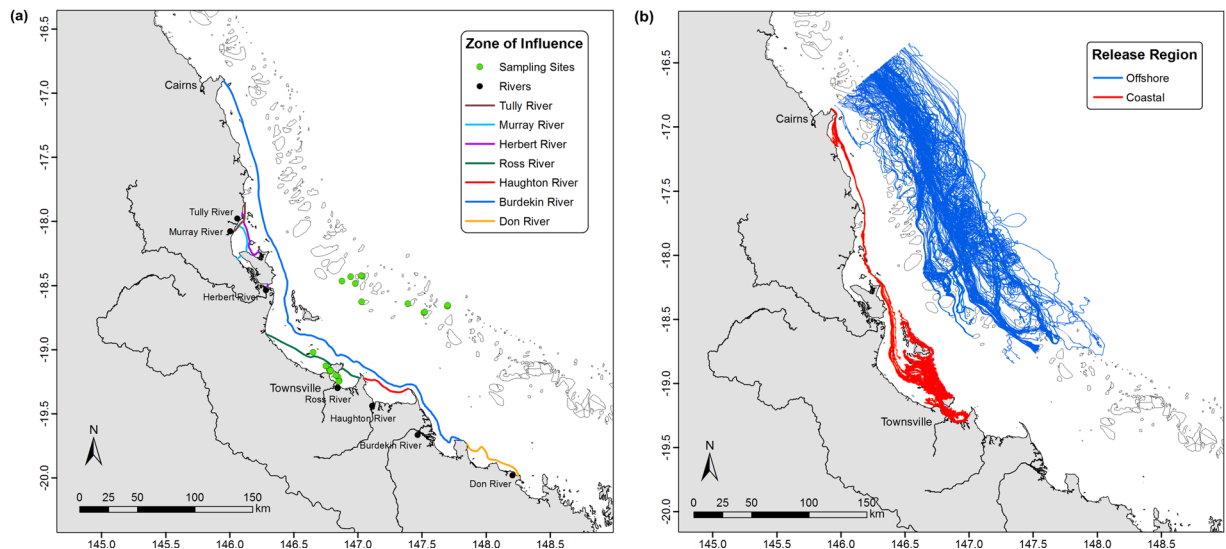 (a)
Zone of Influence
Sampling Sites
Rivers
Tully River
Murray River
Herbert River
Ross River
Haughton River
Burdekin River
Don River
-16.5
-17.0
-17.5
-18.0
-18.5
-19.0
-19.5
-20.0
Cairns
Tully River
Murray River
Herbert River
Townsville
Ross River
Haughton River
Burdekin River
Don River
N
0 25 50 100 150
km
145.0 145.5 146.0 146.5 147.0 147.5 148.0 148.5
(b)
Release Region
Offshore
Coastal
-16.5
-17.0
-17.5
-18.0
-18.5
-19.0
-19.5
-20.0
Cairns
Townsville
N
0 25 50 100 150
km
145.0 145.5 146.0 146.5 147.0 147.5 148.0 148.5